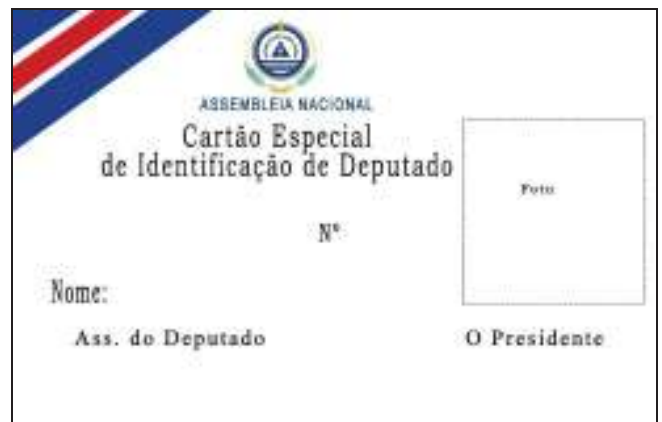 ASSEMBLEIA NACIONAL
Cartão Especial
de Identificação de Deputado
Foto
Nº
Nome:
Ass. do Deputado
O Presidente